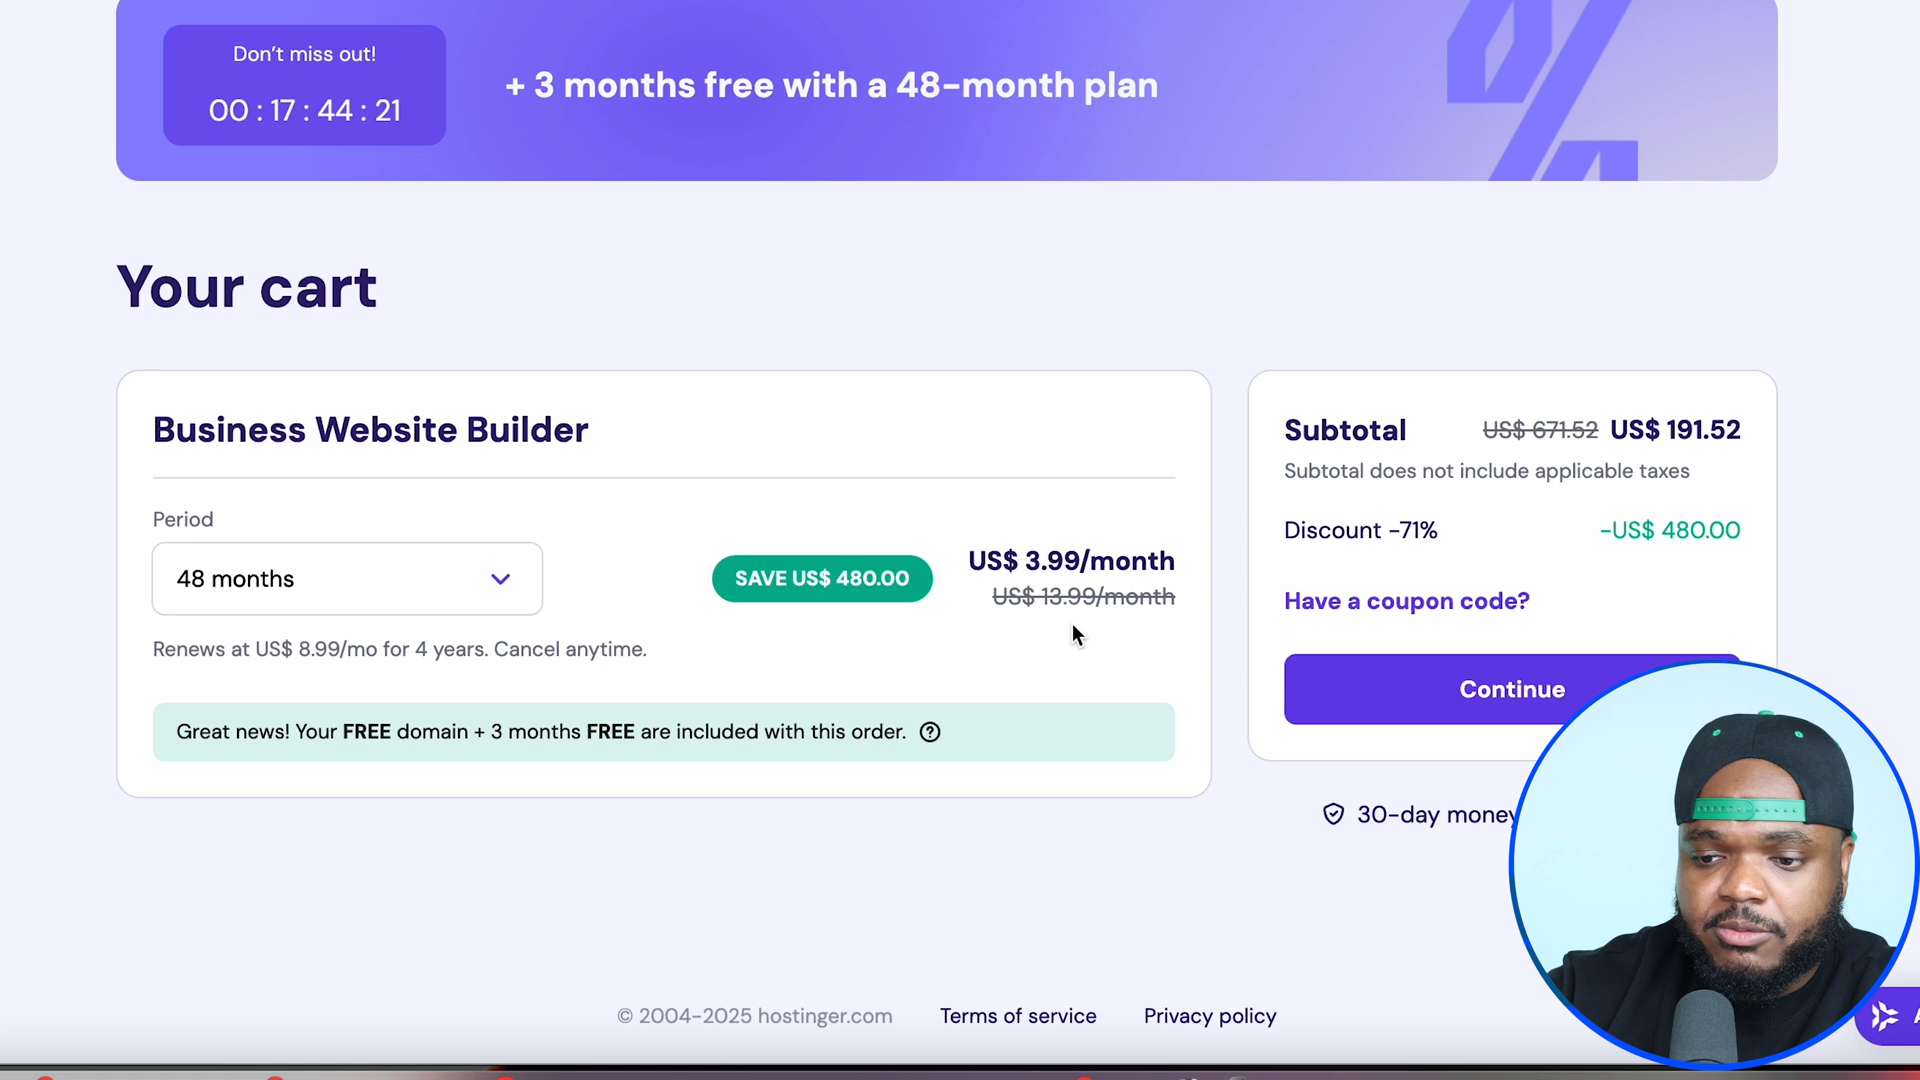 Don't miss out!
00 : 17 : 44 : 21
+ 3 months free with a 48-month plan
Your cart
Business Website Builder
Period
48 months
SAVE US$ 480.00
US$ 3.99/month
US$ 13.99/month
Renews at US$ 8.99/mo for 4 years. Cancel anytime.
Great news! Your FREE domain + 3 months FREE are included with this order.
Subtotal US$ 671.52 US$ 191.52
Subtotal does not include applicable taxes
Discount -71% -US$ 480.00
Have a coupon code?
Continue
30-day money
© 2004-2025 hostinger.com Terms of service Privacy policy